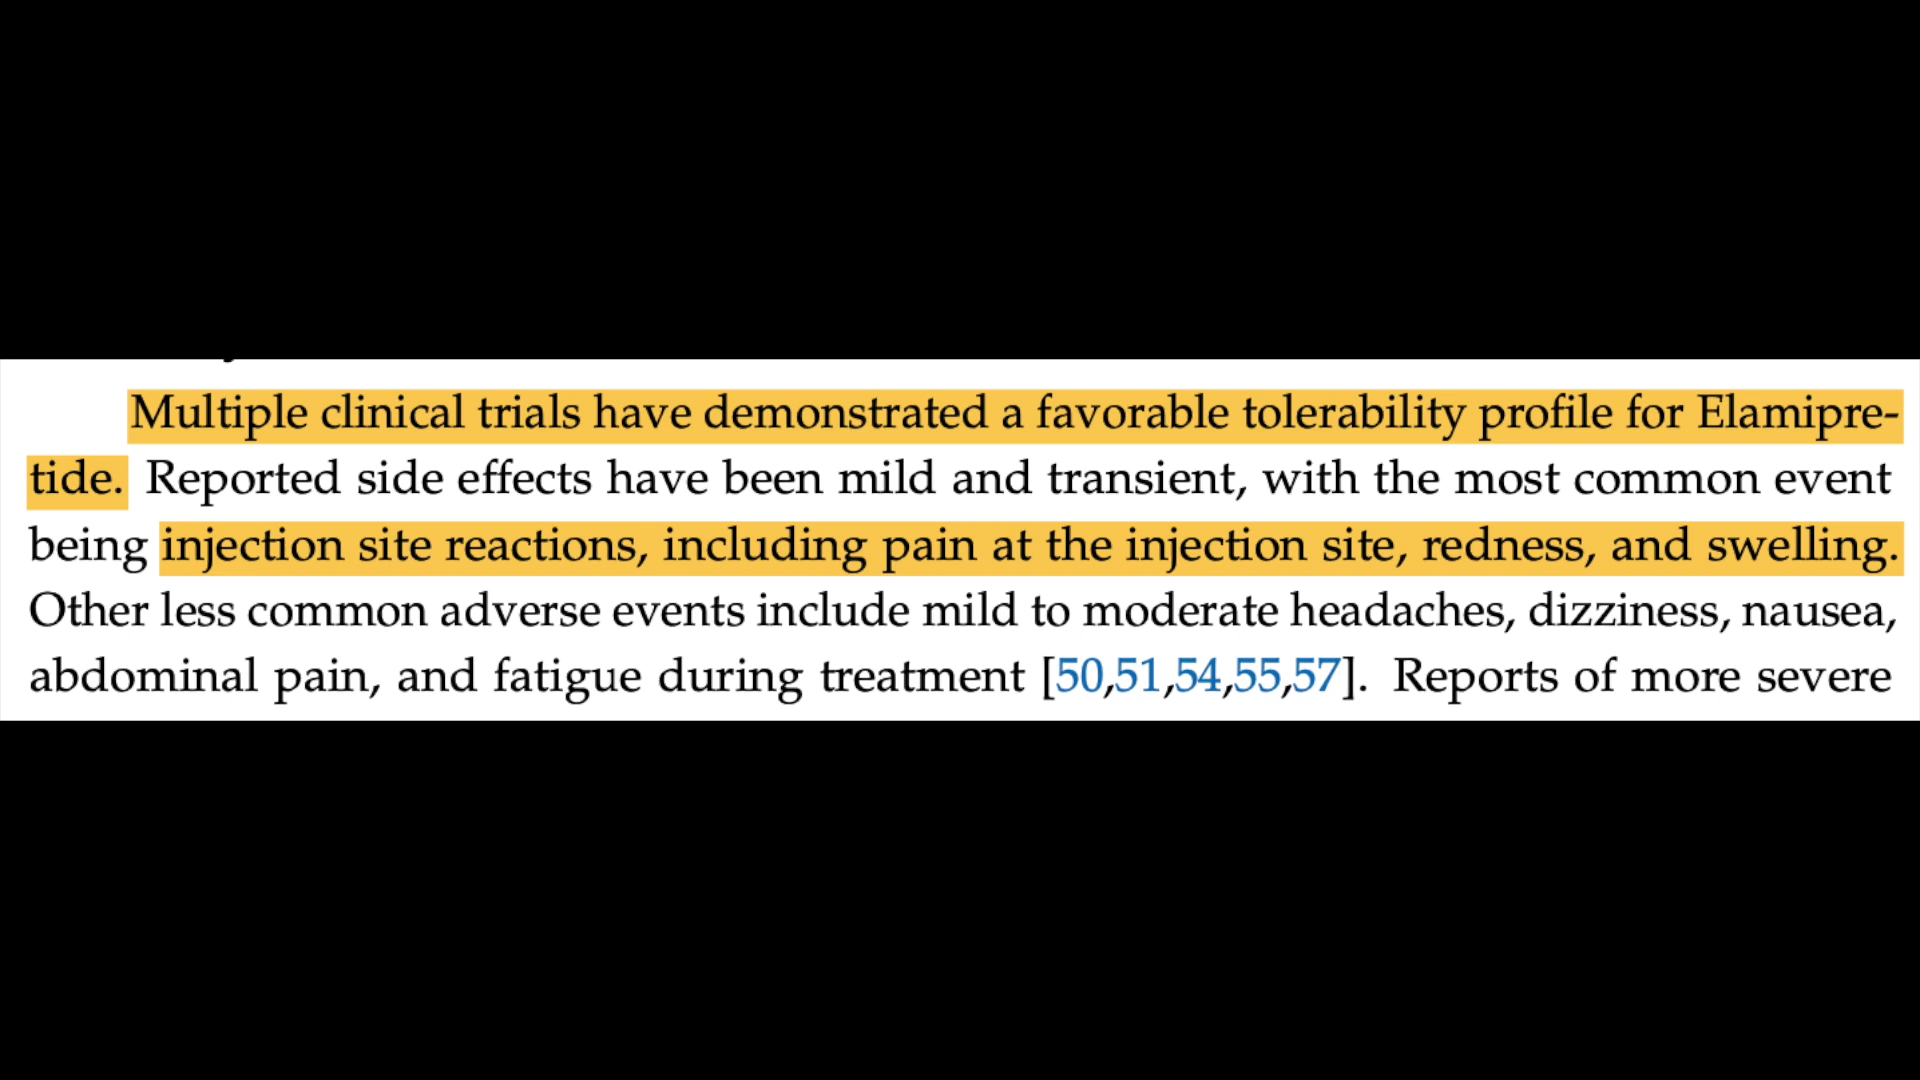 Multiple clinical trials have demonstrated a favorable tolerability profile for Elamipre-
tide. Reported side effects have been mild and transient, with the most common event
being injection site reactions, including pain at the injection site, redness, and swelling.
Other less common adverse events include mild to moderate headaches, dizziness, nausea,
abdominal pain, and fatigue during treatment [50,51,54,55,57]. Reports of more severe